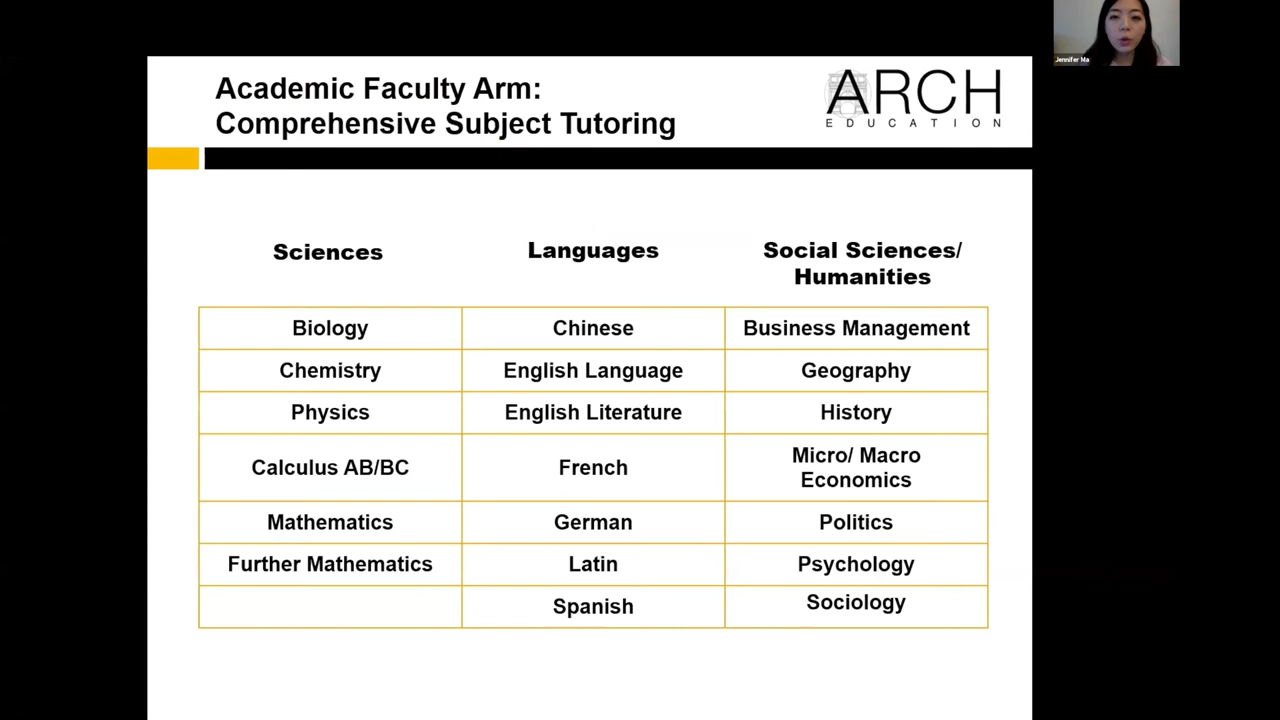 Jennifer Ma
Academic Faculty Arm:
Comprehensive Subject Tutoring
ARCH
EDUCATION
Sciences
Languages
Social Sciences/
Humanities
Biology
Chinese
Business Management
Chemistry
English Language
Geography
Physics
English Literature
History
Calculus AB/BC
French
Micro/ Macro
Economics
Mathematics
German
Politics
Further Mathematics
Latin
Psychology
Spanish
Sociology